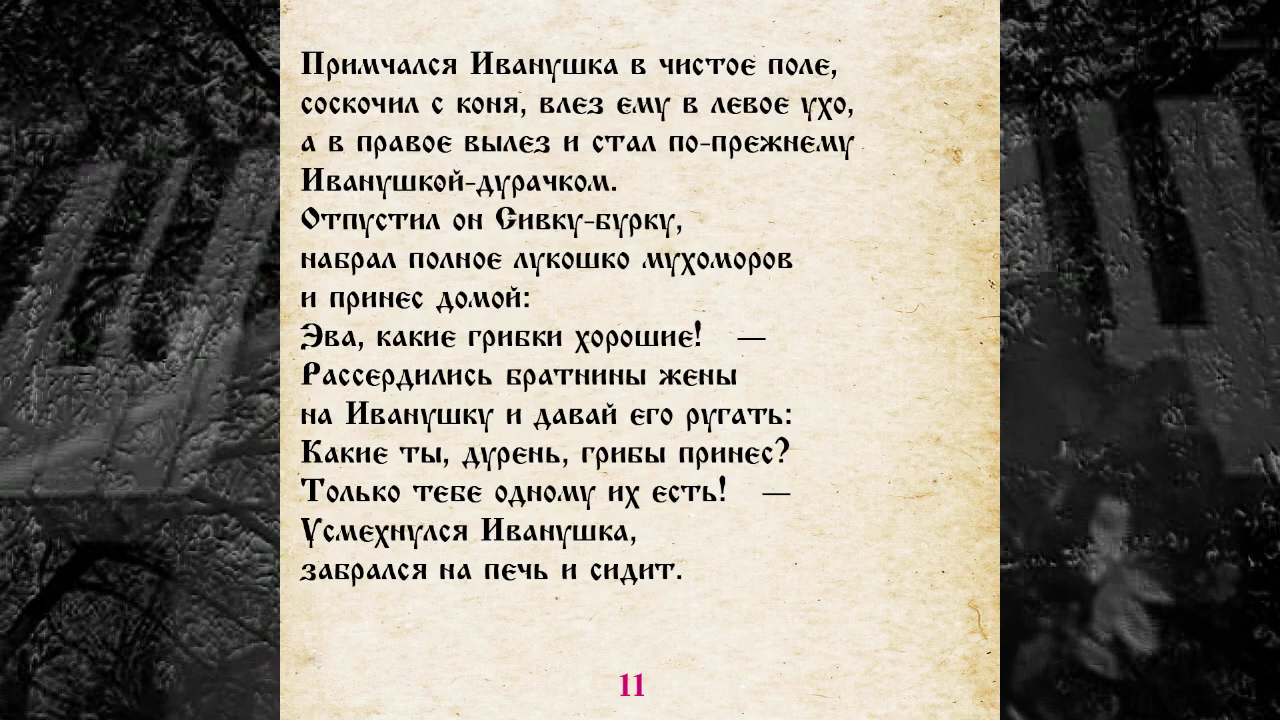 Примчался Иванушка в чистое поле,
соскочил с коня, влез ему в левое ухо,
а в правое вылез и стал по-прежнему
Иванушкой-дурачком.
Отпустил он Сивку-бурку,
набрал полное лукошко мухоморов
и принес домой:
Эва, какие грибки хорошие! —
Рассердились братнины жены
на Иванушку и давай его ругать:
Какие ты, дурень, грибы принес?
Только тебе одному их есть! —
Усмехнулся Иванушка,
забрался на печь и сидит.
11